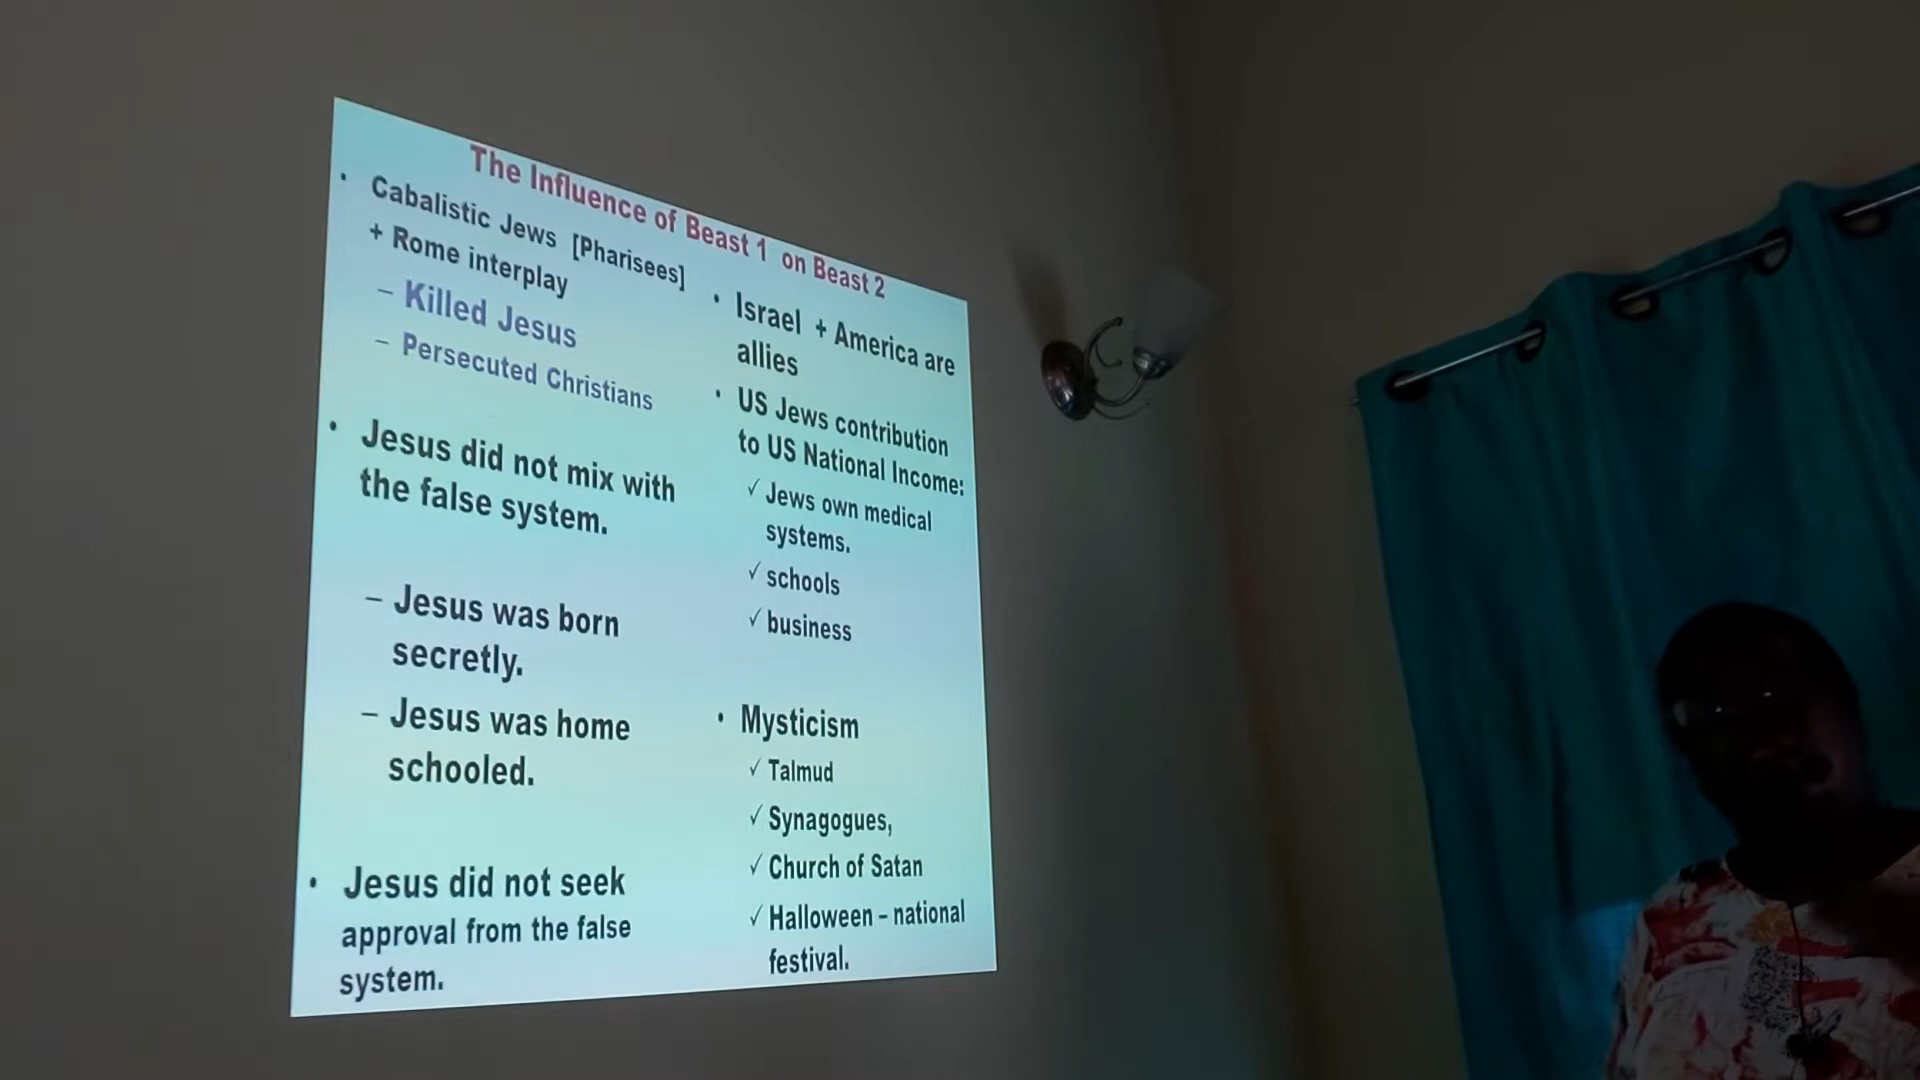 The Influence of Beast 1 on Beast 2
• Cabalistic Jews [Pharisees]
+ Rome interplay
– Killed Jesus
– Persecuted Christians
• Jesus did not mix with
the false system.
– Jesus was born
secretly.
– Jesus was home
schooled.
• Jesus did not seek
approval from the false
system.
• Israel + America are
allies
• US Jews contribution
to US National Income:
✓ Jews own medical
systems.
✓ schools
✓ business
• Mysticism
✓ Talmud
✓ Synagogues,
✓ Church of Satan
✓ Halloween – national
festival.